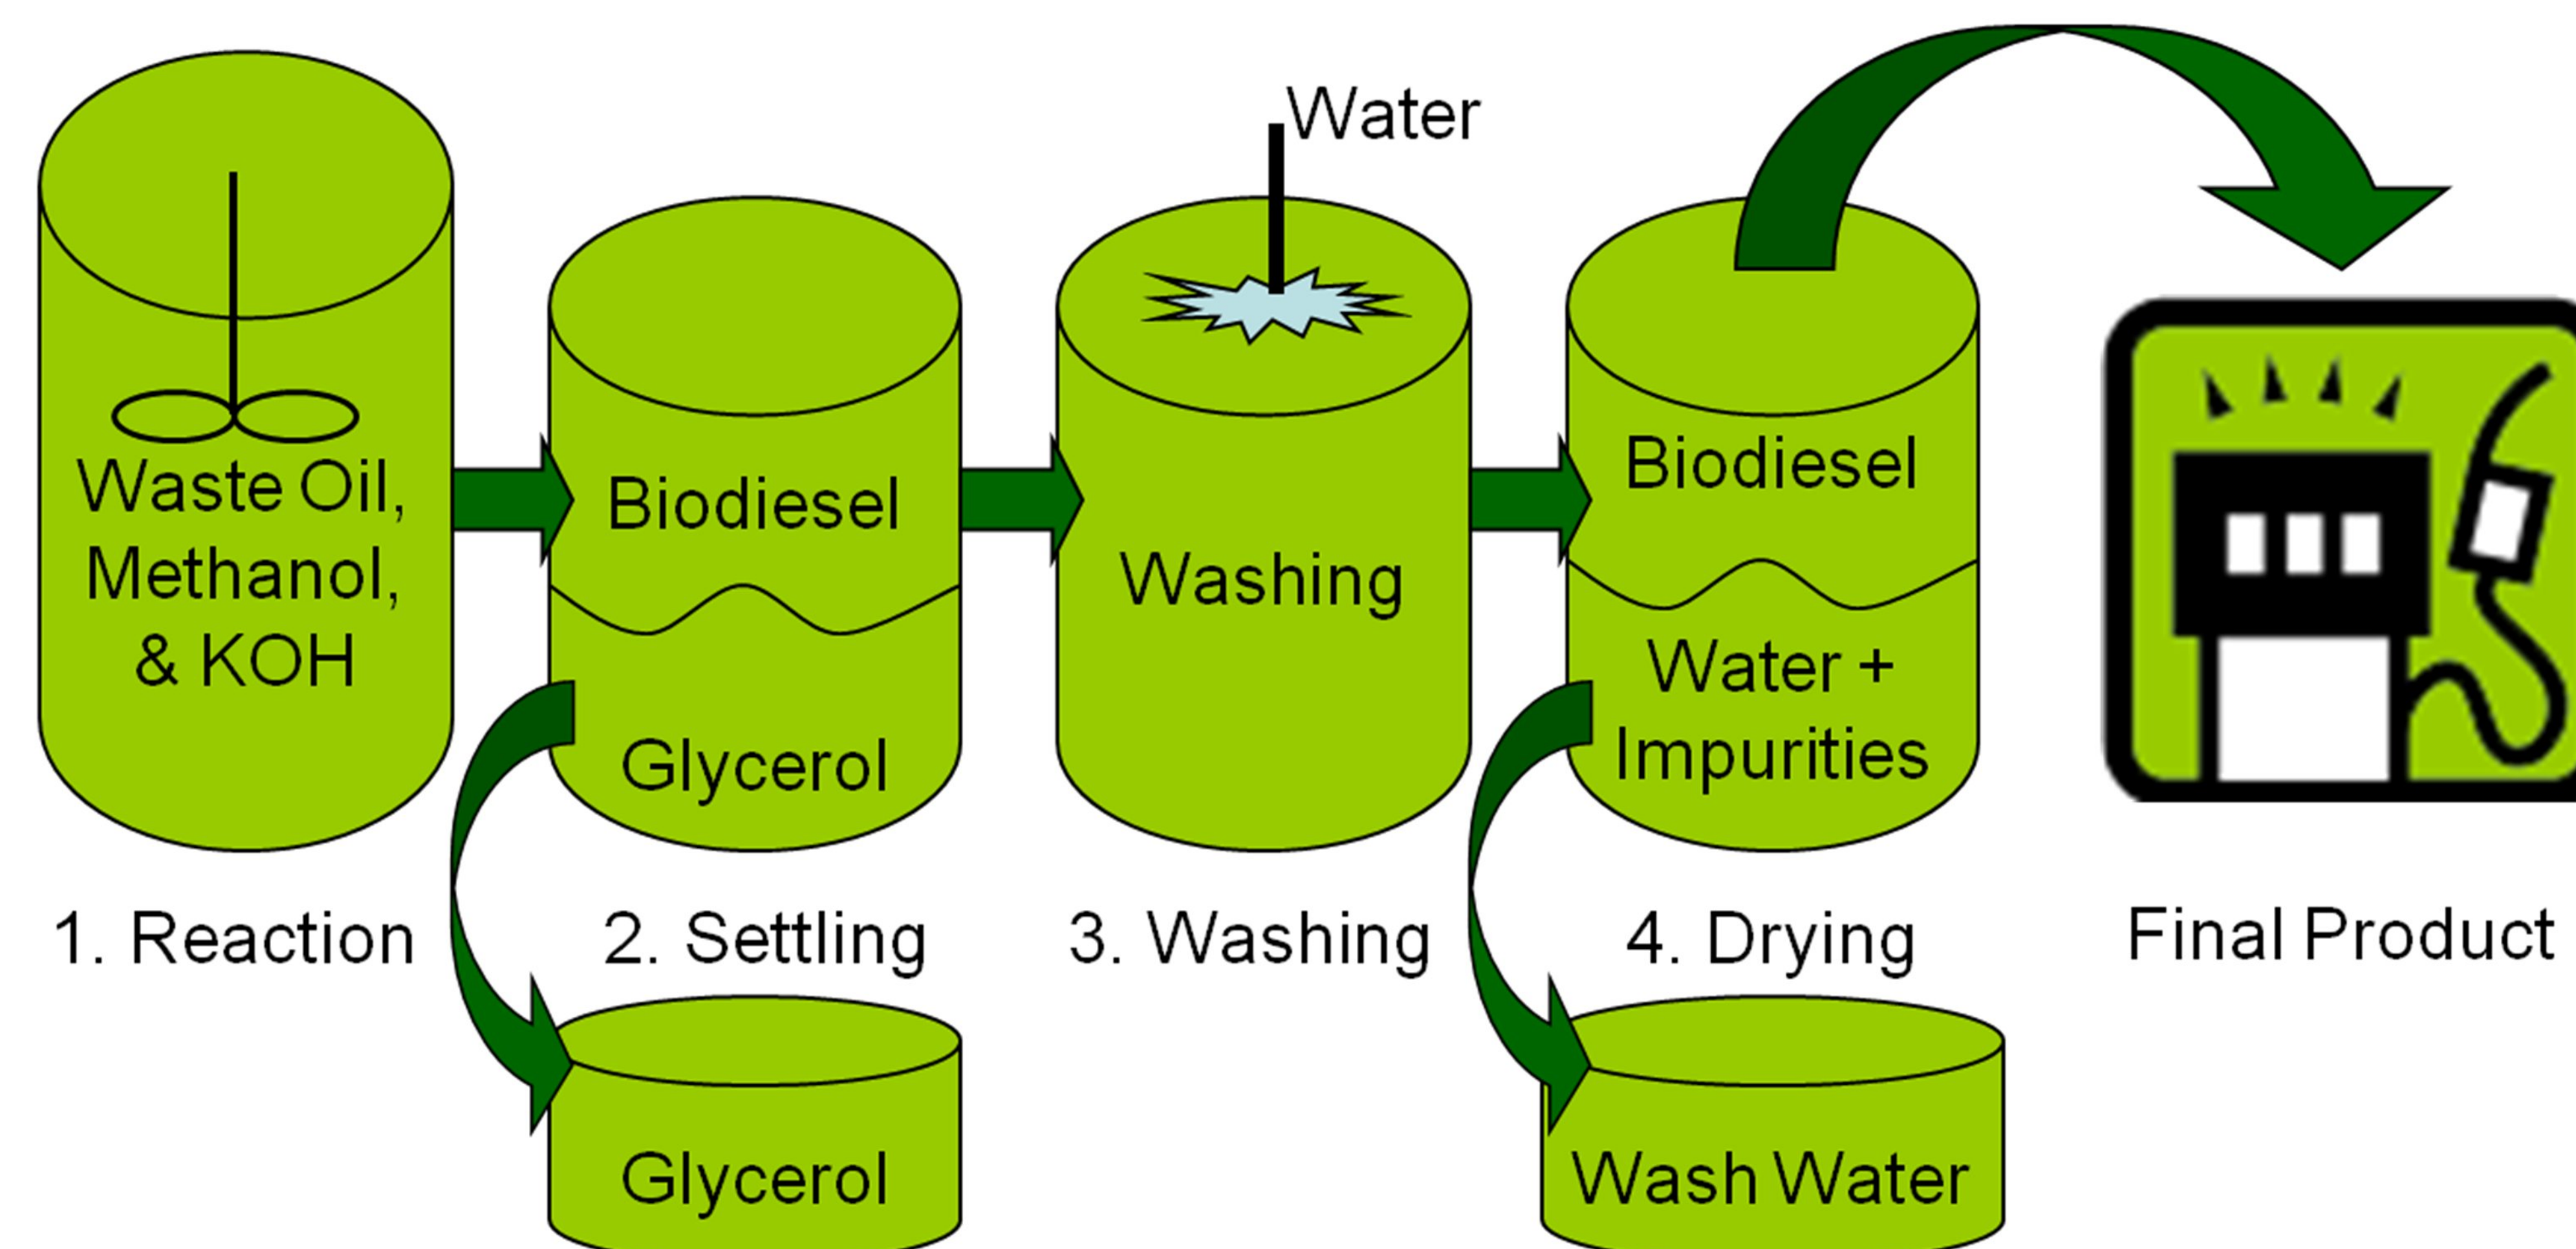 Water
Waste Oil,
Methanol,
& KOH
Biodiesel
Glycerol
Washing
Biodiesel
Water +
Impurities
1. Reaction
2. Settling
3. Washing
4. Drying
Final Product
Glycerol
Wash Water